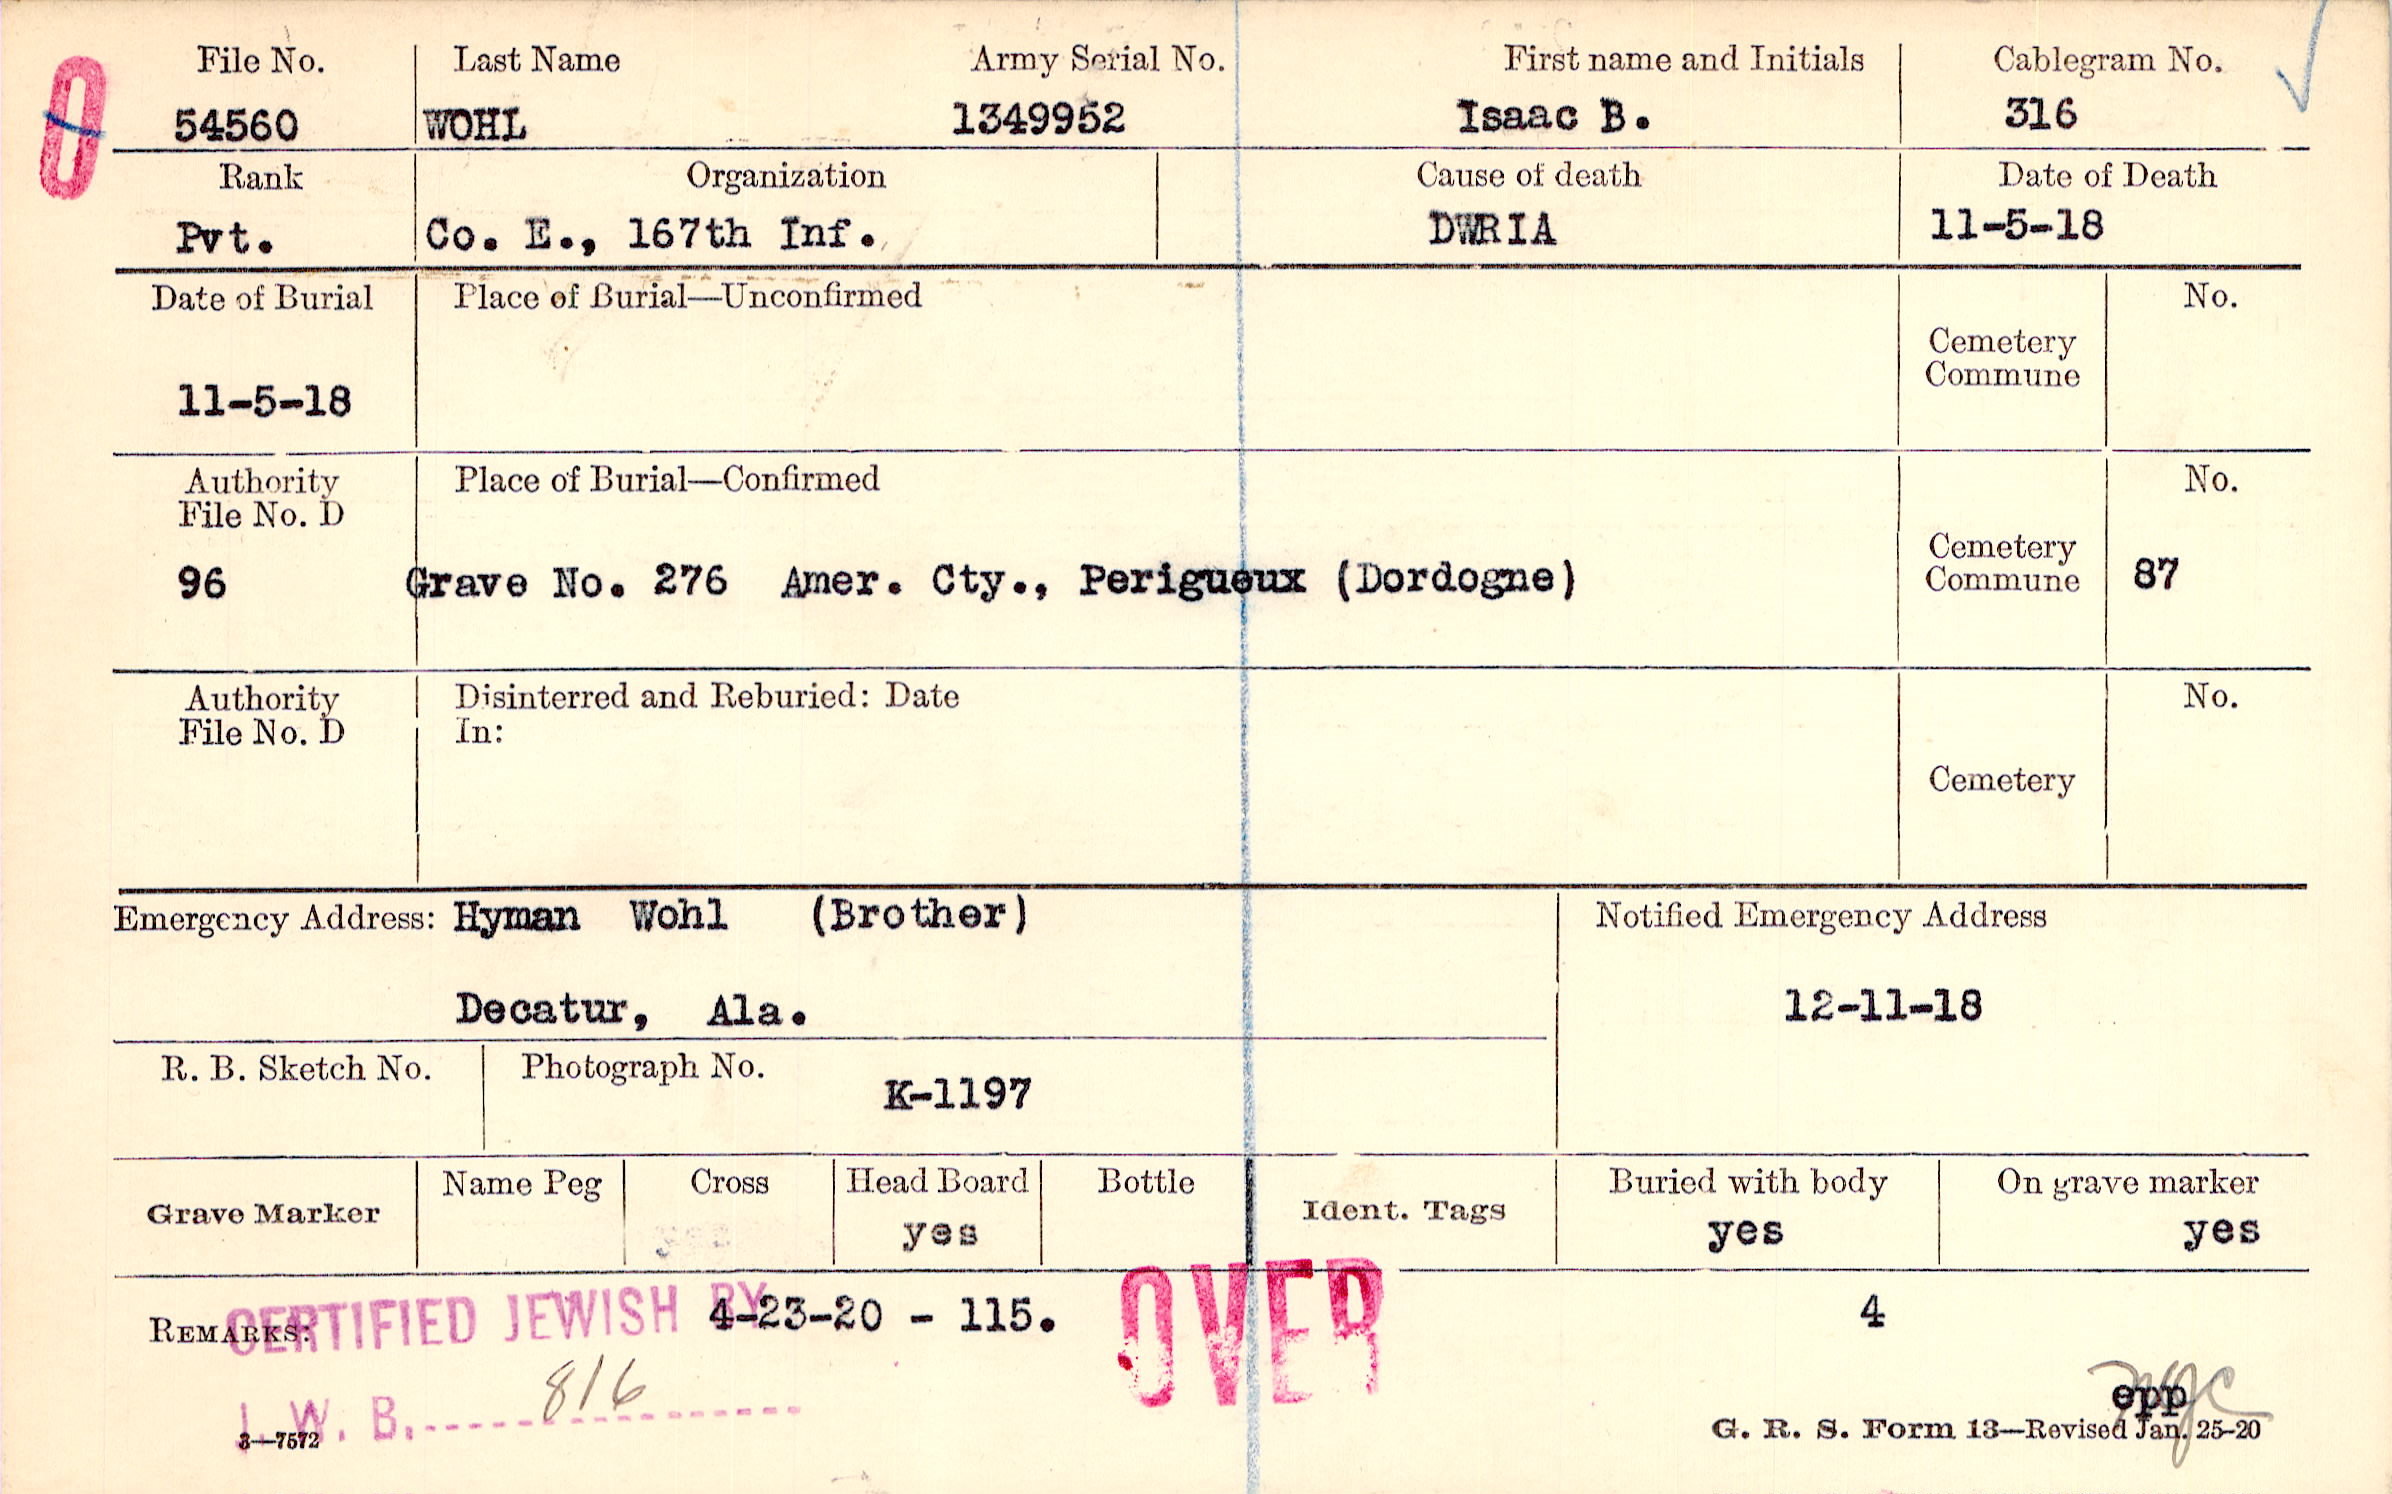 File No. Last Name Army Serial No. First name and Initials Cablegram No.
54560 WOHL 1349952 Isaac B. 316
Rank Organization Cause of death Date of Death
Pvt. Co. E., 167th Inf. DWRIA 11-5-18
Date of Burial Place of Burial—Unconfirmed No.
Cemetery
Commune
11-5-18
Authority Place of Burial—Confirmed No.
File No. D
Cemetery
96 Grave No. 276 Amer. Cty., Perigueux (Dordogne) Commune 87
Authority Disinterred and Reburied: Date No.
File No. D In:
Cemetery
Emergency Address: Hyman Wohl (Brother) Notified Emergency Address
Decatur, Ala. 12-11-18
R. B. Sketch No. Photograph No. K-1197
Name Peg Cross Head Board Bottle Buried with body On grave marker
Grave Marker Ident. Tags
yes yes yes
REMARKS: 4-23-20 - 115. 4
CERTIFIED JEWISH BY
OVER
816
J. W. B.
epp
3—7572 G. R. S. Form 13—Revised Jan. 25-20